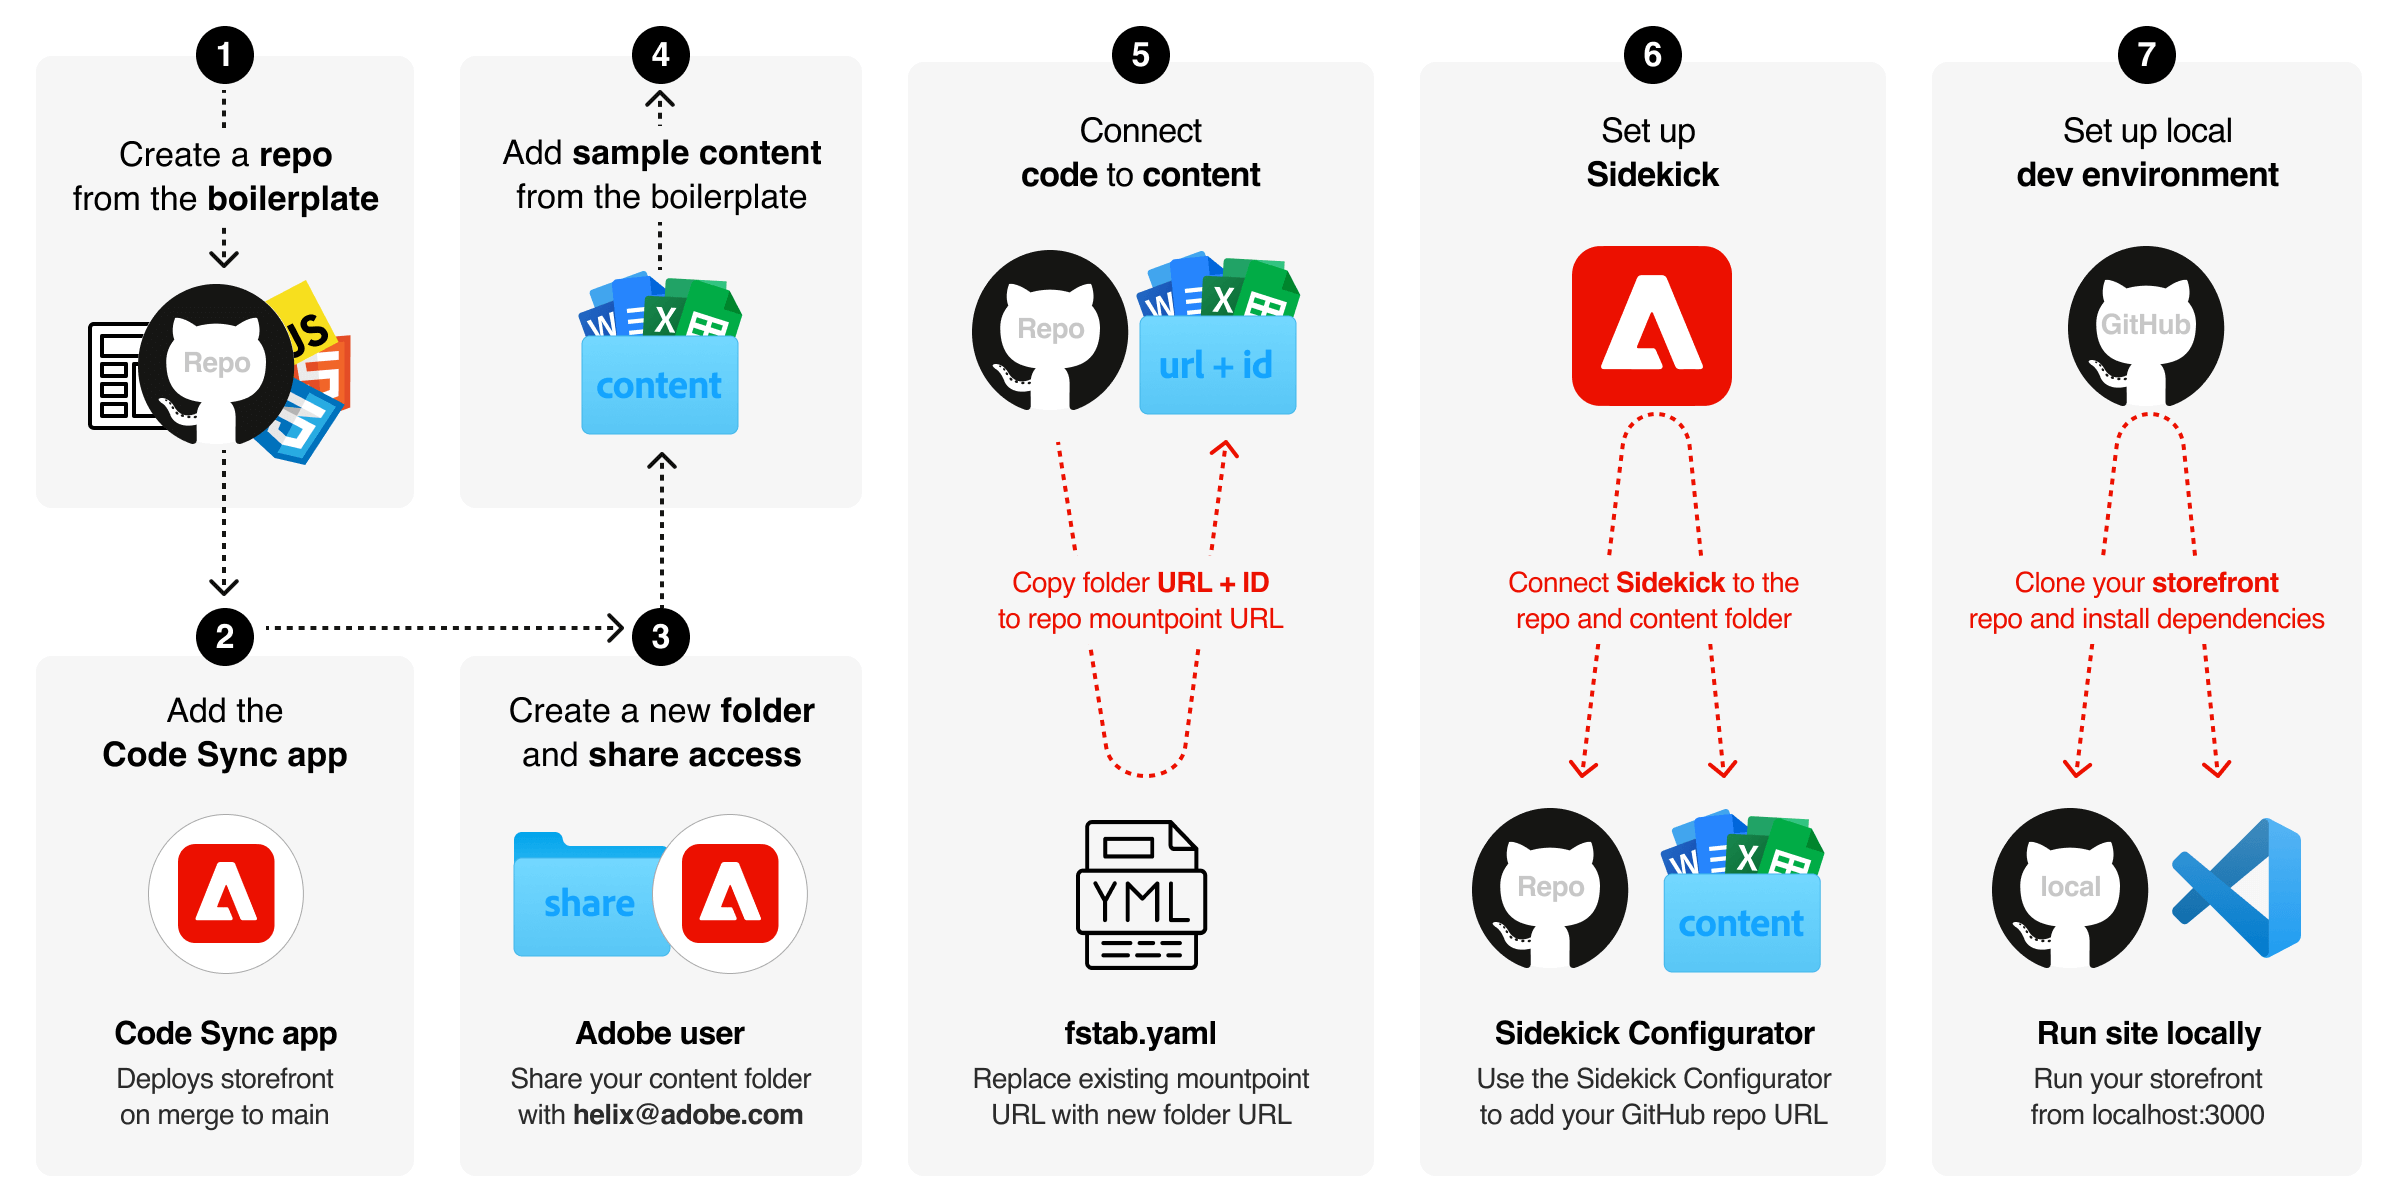 1
Create a repo
from the boilerplate
JS
Repo
2
Add the
Code Sync app
Code Sync app
Deploys storefront
on merge to main
3
Create a new folder
and share access
share
Adobe user
Share your content folder
with helix@adobe.com
4
Add sample content
from the boilerplate
W
X
content
5
Connect
code to content
Repo
W
X
url + id
Copy folder URL + ID
to repo mountpoint URL
YML
fstab.yaml
Replace existing mountpoint
URL with new folder URL
6
Set up
Sidekick
Connect Sidekick to the
repo and content folder
Repo
W
X
content
Sidekick Configurator
Use the Sidekick Configurator
to add your GitHub repo URL
7
Set up local
dev environment
GitHub
Clone your storefront
repo and install dependencies
local
Run site locally
Run your storefront
from localhost:3000